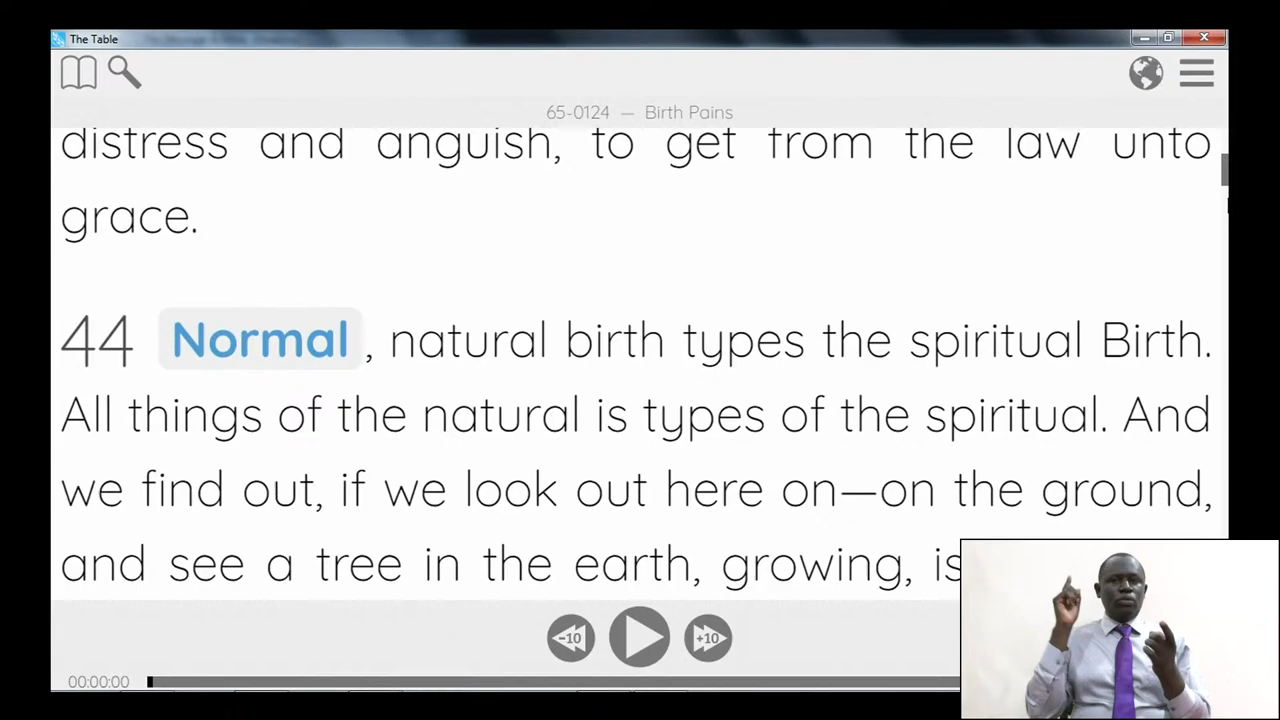 The Table
65-0124 — Birth Pains
distress and anguish, to get from the law unto
grace.
44 Normal, natural birth types the spiritual Birth.
All things of the natural is types of the spiritual. And
we find out, if we look out here on—on the ground,
and see a tree in the earth, growing, is
-10
+10
00:00:00